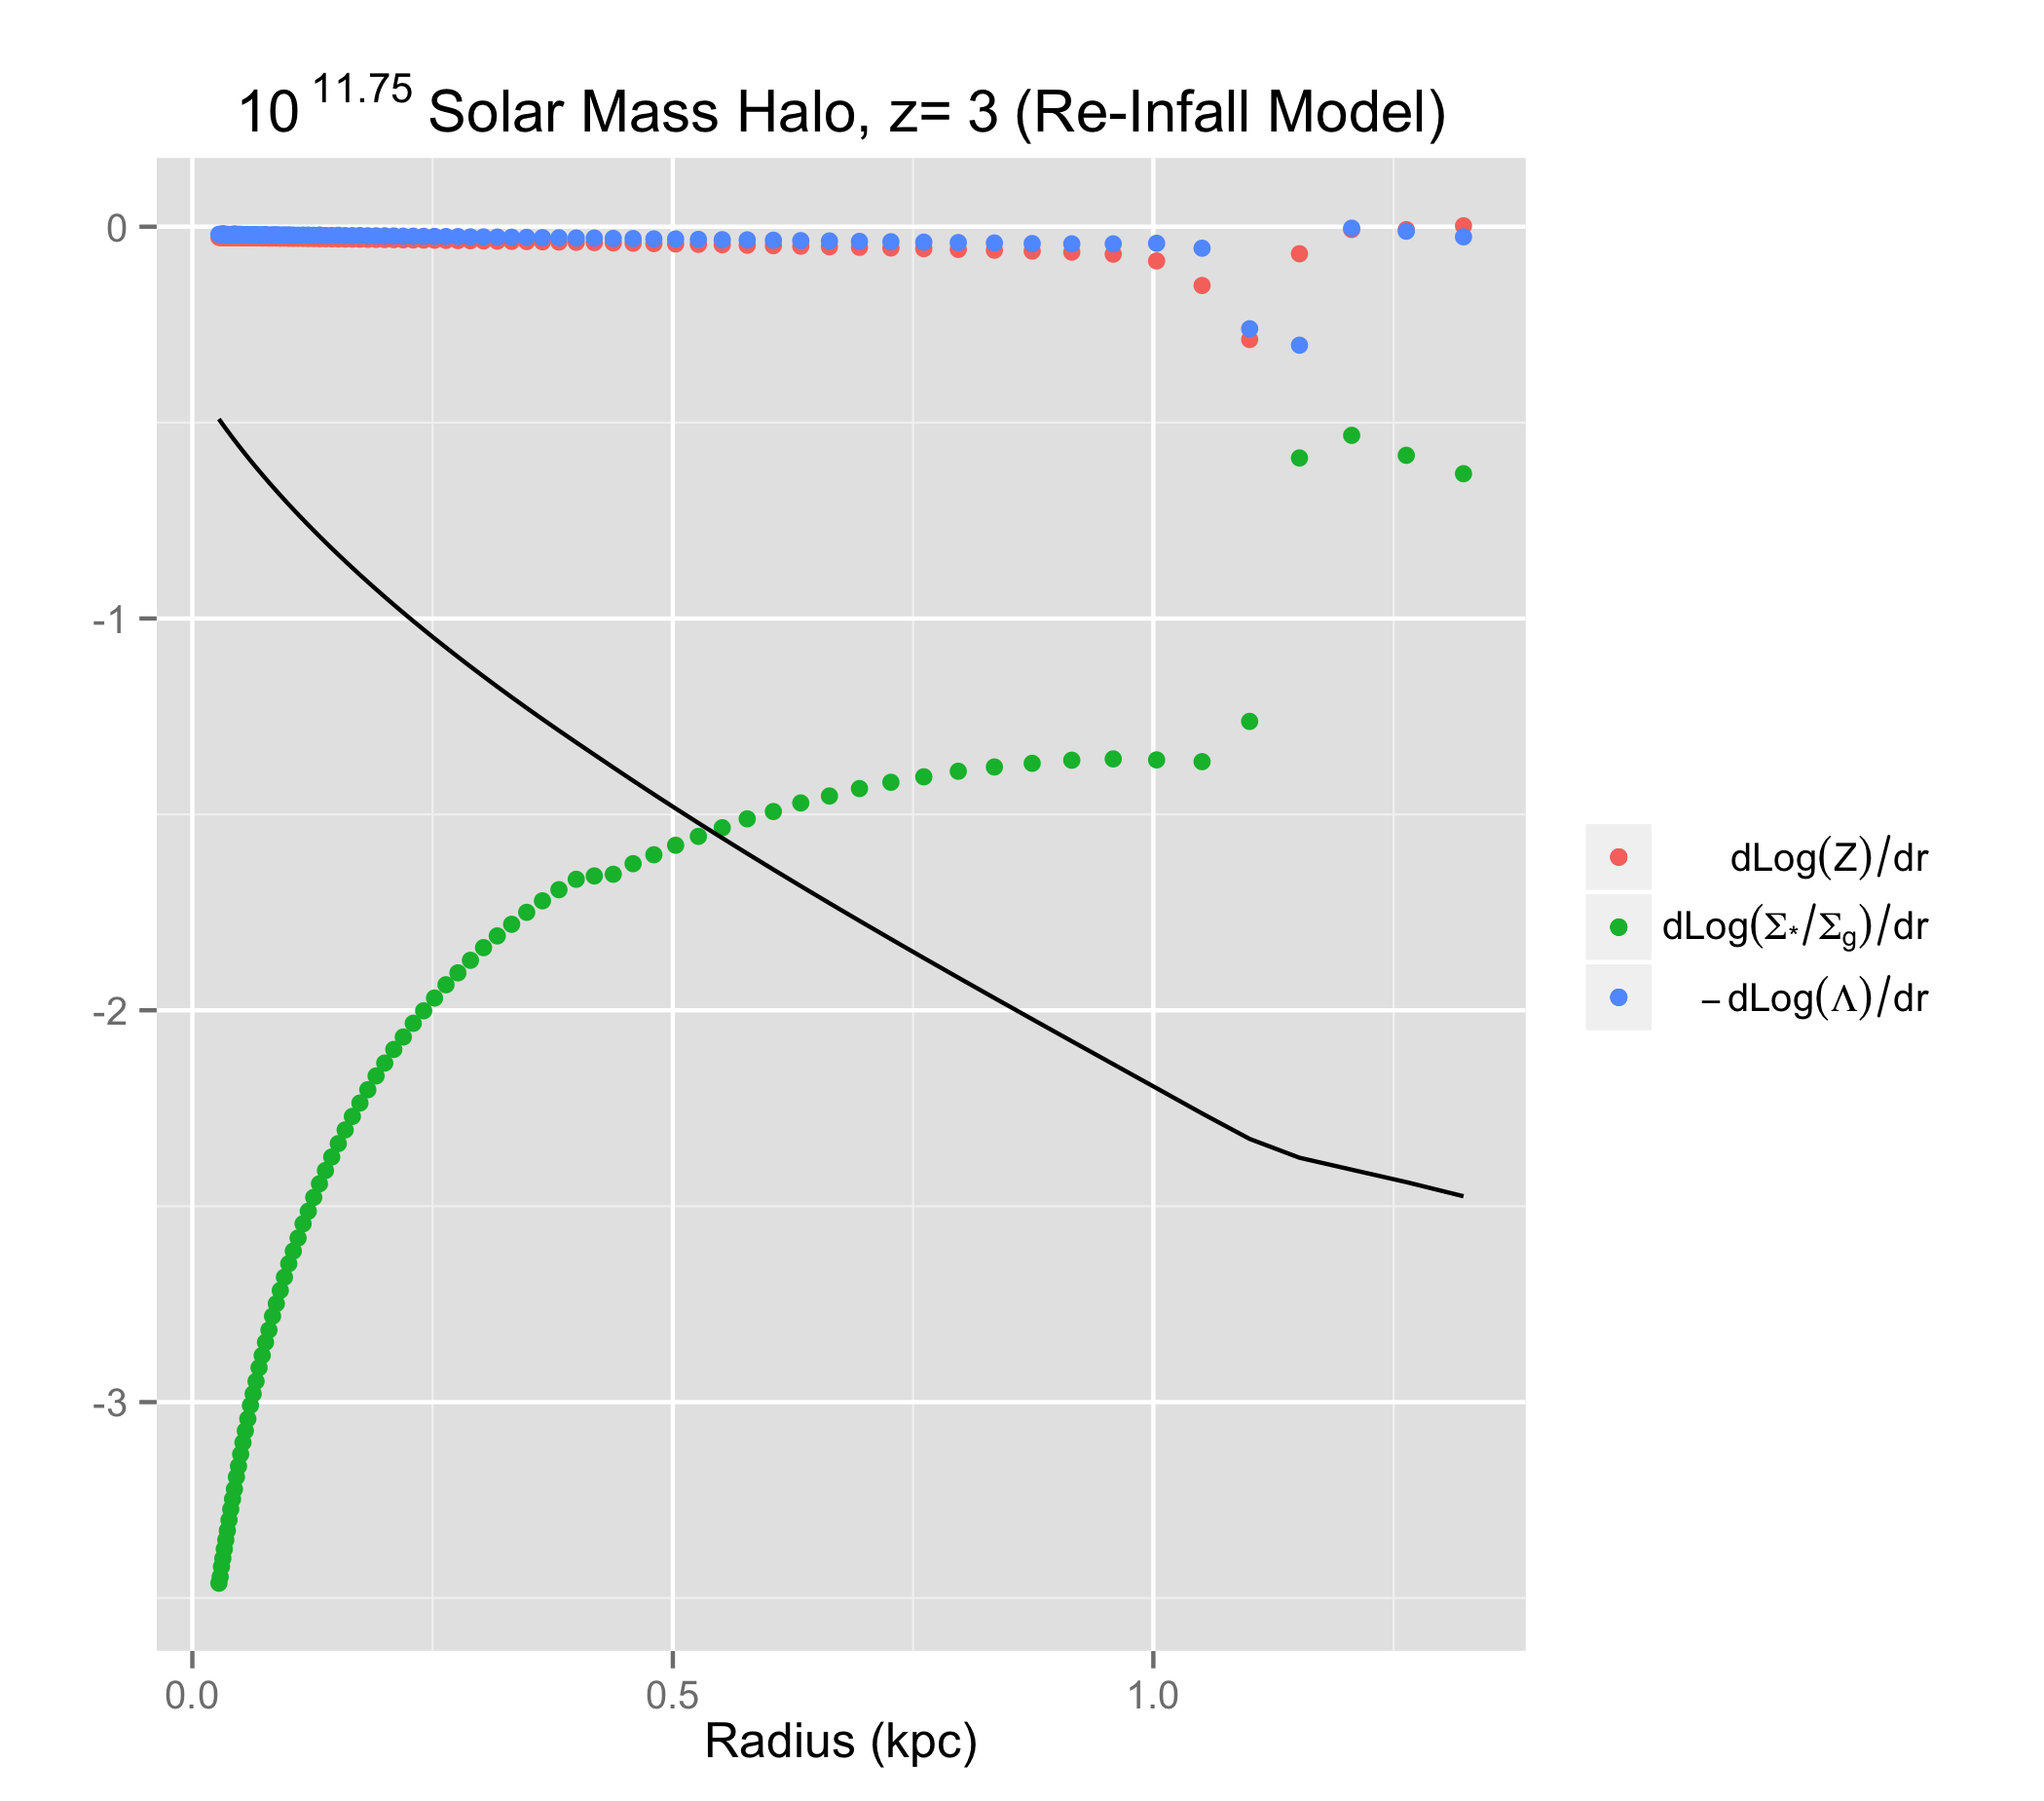 10^11.75 Solar Mass Halo, z= 3 (Re-Infall Model)
0
-1
-2
-3
0.0 0.5 1.0
Radius (kpc)
dLog(Z)/dr
dLog(Σ*/Σg)/dr
− dLog(Λ)/dr